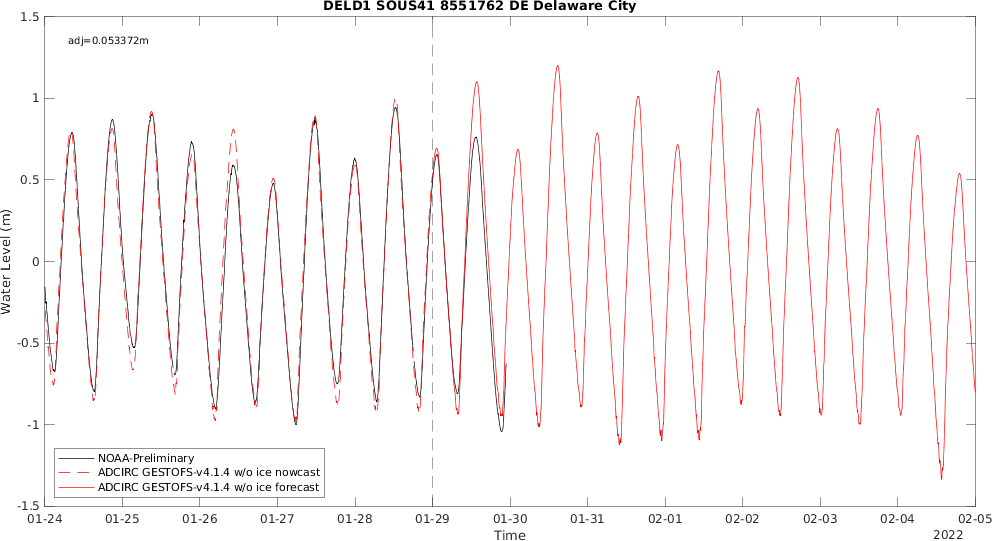 DELD1 SOUS41 8551762 DE Delaware City
adj=0.053372m
1.5
1
0.5
0
-0.5
-1
-1.5
Water Level (m)
NOAA-Preliminary
ADCIRC GESTOFS-v4.1.4 w/o ice nowcast
ADCIRC GESTOFS-v4.1.4 w/o ice forecast
01-24 01-25 01-26 01-27 01-28 01-29 01-30 01-31 02-01 02-02 02-03 02-04 02-05
Time
2022